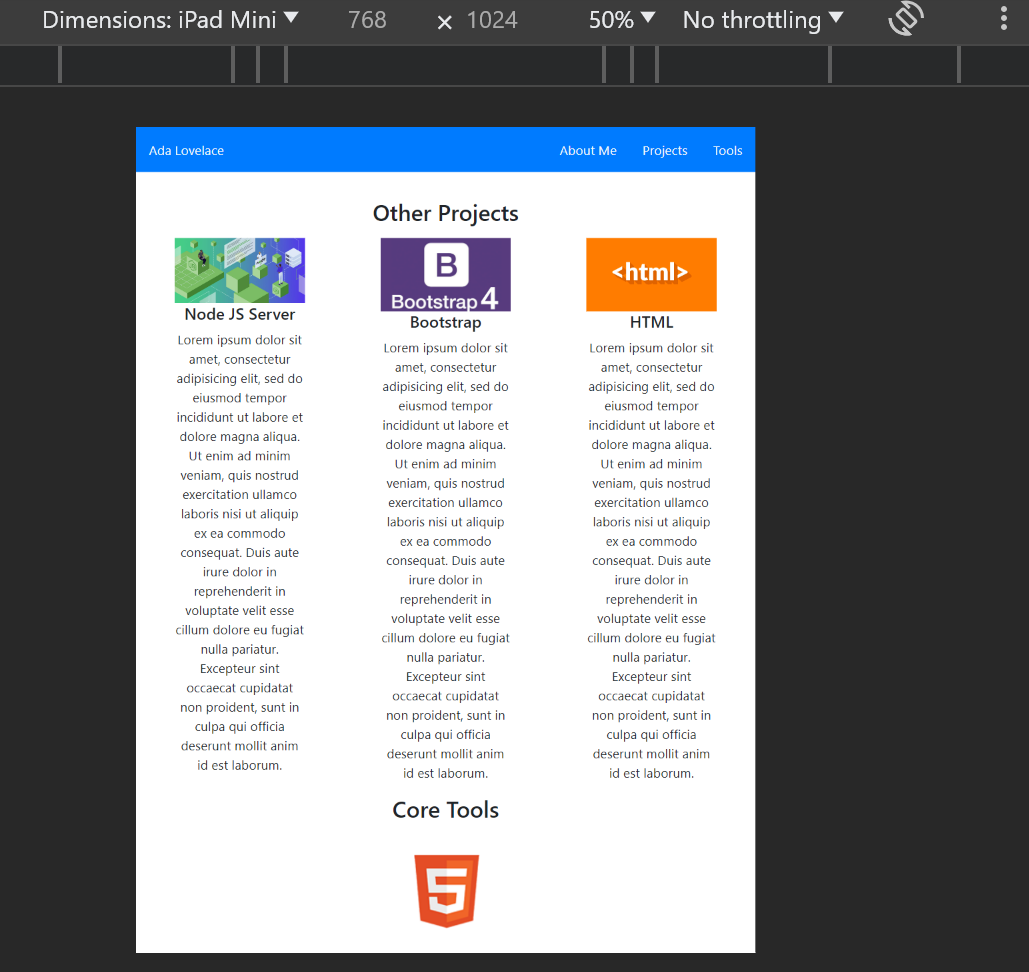 Dimensions: iPad Mini 768 × 1024 50% No throttling
Ada Lovelace About Me Projects Tools
Other Projects
B
Bootstrap 4
<html>
Node JS Server
Lorem ipsum dolor sit
amet, consectetur
adipisicing elit, sed do
eiusmod tempor
incididunt ut labore et
dolore magna aliqua.
Ut enim ad minim
veniam, quis nostrud
exercitation ullamco
laboris nisi ut aliquip
ex ea commodo
consequat. Duis aute
irure dolor in
reprehenderit in
voluptate velit esse
cillum dolore eu fugiat
nulla pariatur.
Excepteur sint
occaecat cupidatat
non proident, sunt in
culpa qui officia
deserunt mollit anim
id est laborum.
Bootstrap
Lorem ipsum dolor sit
amet, consectetur
adipisicing elit, sed do
eiusmod tempor
incididunt ut labore et
dolore magna aliqua.
Ut enim ad minim
veniam, quis nostrud
exercitation ullamco
laboris nisi ut aliquip
ex ea commodo
consequat. Duis aute
irure dolor in
reprehenderit in
voluptate velit esse
cillum dolore eu fugiat
nulla pariatur.
Excepteur sint
occaecat cupidatat
non proident, sunt in
culpa qui officia
deserunt mollit anim
id est laborum.
HTML
Lorem ipsum dolor sit
amet, consectetur
adipisicing elit, sed do
eiusmod tempor
incididunt ut labore et
dolore magna aliqua.
Ut enim ad minim
veniam, quis nostrud
exercitation ullamco
laboris nisi ut aliquip
ex ea commodo
consequat. Duis aute
irure dolor in
reprehenderit in
voluptate velit esse
cillum dolore eu fugiat
nulla pariatur.
Excepteur sint
occaecat cupidatat
non proident, sunt in
culpa qui officia
deserunt mollit anim
id est laborum.
Core Tools
5